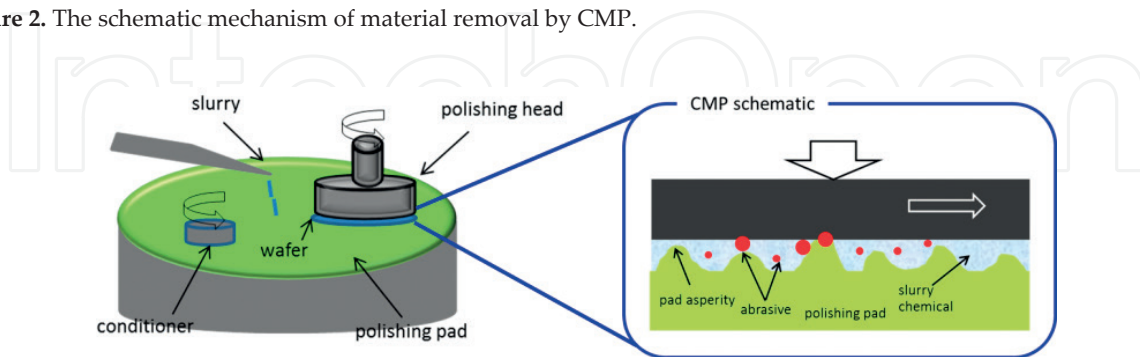 re 2. The schematic mechanism of material removal by CMP.
IntechOpen
slurry
polishing head
wafer
conditioner
polishing pad
CMP schematic
pad asperity
abrasive
polishing pad
slurry
chemical